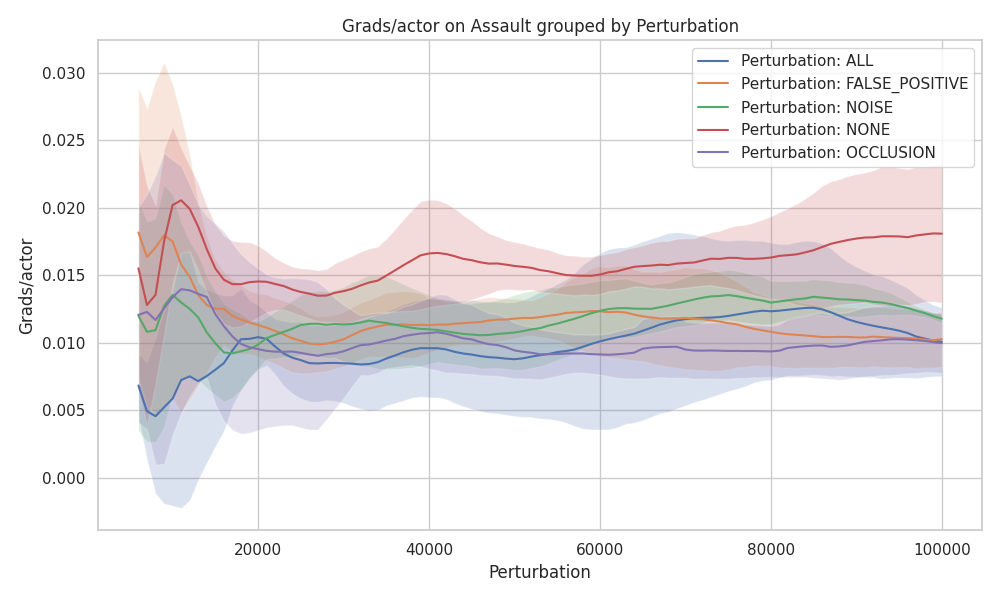 Grads/actor on Assault grouped by Perturbation
Perturbation: ALL
Perturbation: FALSE_POSITIVE
Perturbation: NOISE
Perturbation: NONE
Perturbation: OCCLUSION
Grads/actor
0.030
0.025
0.020
0.015
0.010
0.005
0.000
20000
40000
60000
80000
100000
Perturbation